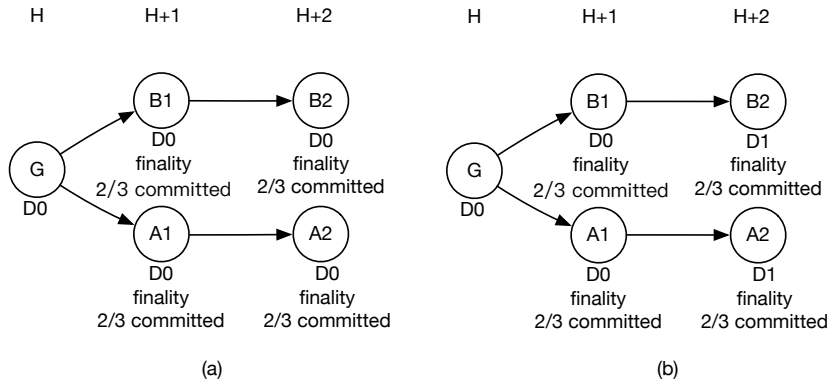 H H+1 H+2 H H+1 H+2
B1 B2 B1 B2
D0 D0 D0 D1
finality finality finality finality
2/3 committed 2/3 committed 2/3 committed 2/3 committed
G G
D0 D0
A1 A2 A1 A2
D0 D0 D0 D1
finality finality finality finality
2/3 committed 2/3 committed 2/3 committed 2/3 committed
(a) (b)